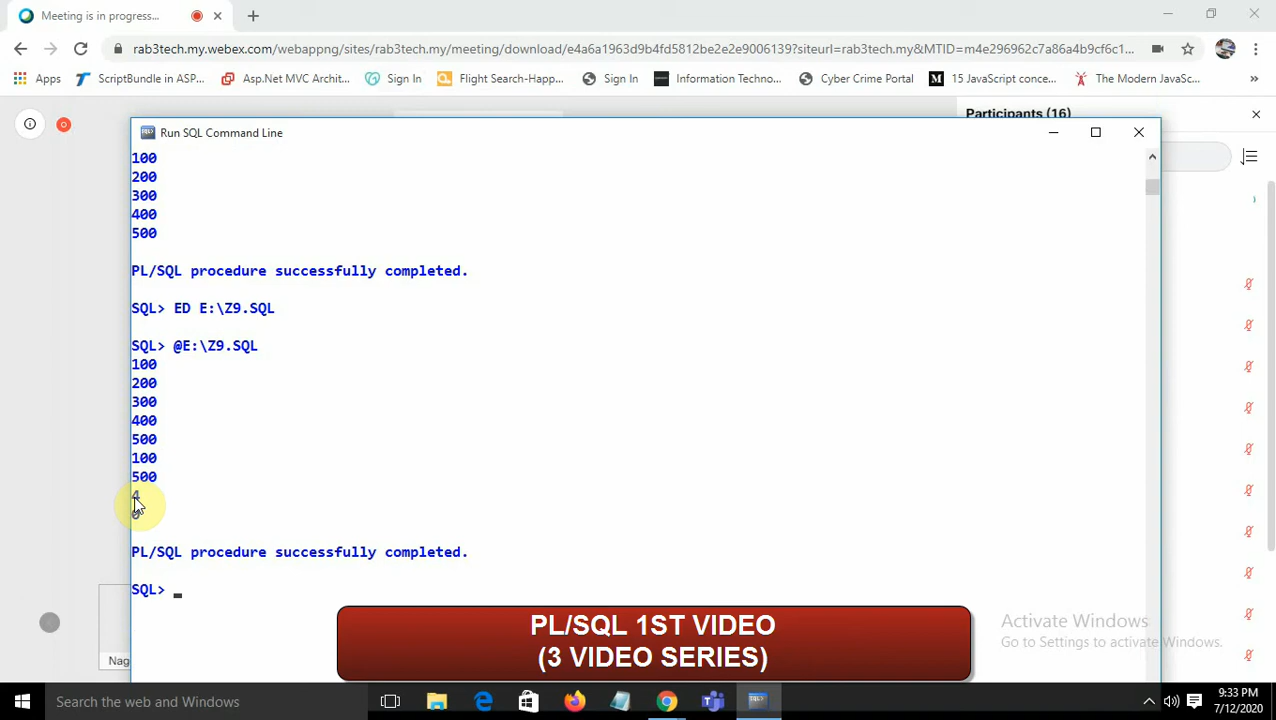 Meeting is in progress...
rab3tech.my.webex.com/webappng/sites/rab3tech.my/meeting/download/e4a6a1963d9b4fd5812be2e2e9006139?siteurl=rab3tech.my&MTID=m4e296962c7a86a4b9cf6c1...
Apps ScriptBundle in ASP... Asp.Net MVC Archit... Sign In Flight Search-Happ... Sign In Information Techno... Cyber Crime Portal 15 JavaScript conce... The Modern JavaSc... »
Participants (16)
Run SQL Command Line
100
200
300
400
500
PL/SQL procedure successfully completed.
SQL> ED E:\Z9.SQL
SQL> @E:\Z9.SQL
100
200
300
400
500
100
500
4
PL/SQL procedure successfully completed.
SQL> _
PL/SQL 1ST VIDEO
(3 VIDEO SERIES)
Activate Windows
Go to Settings to activate Windows.
Nag
Search the web and Windows
9:33 PM
7/12/2020